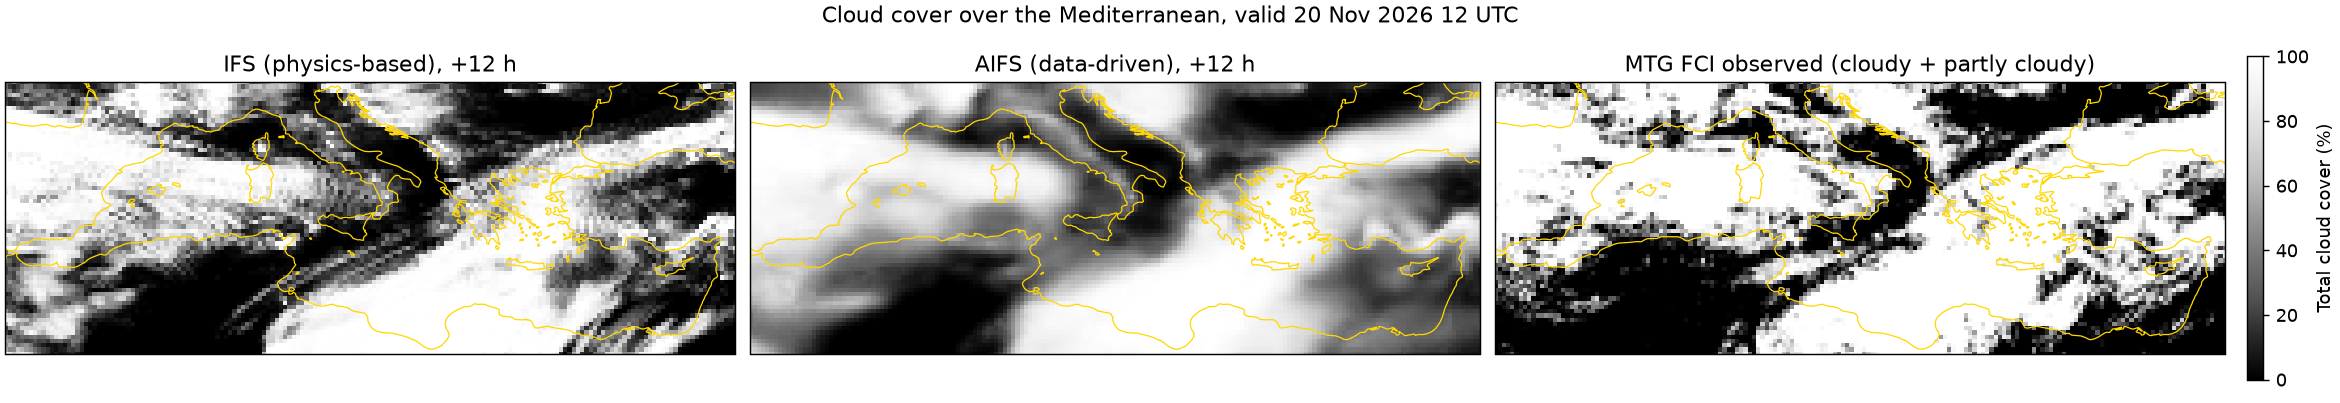 Cloud cover over the Mediterranean, valid 20 Nov 2026 12 UTC
IFS (physics-based), +12 h
AIFS (data-driven), +12 h
MTG FCI observed (cloudy + partly cloudy)
100
80
60
40
20
0
Total cloud cover (%)